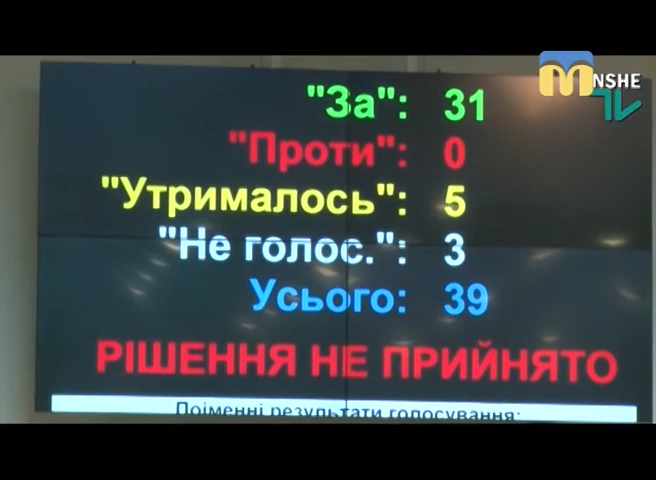 MNSHE
TV
"За": 31
"Проти": 0
"Утрималось": 5
"Не голос.": 3
Усього: 39
РІШЕННЯ НЕ ПРИЙНЯТО
Поіменні результати голосування: